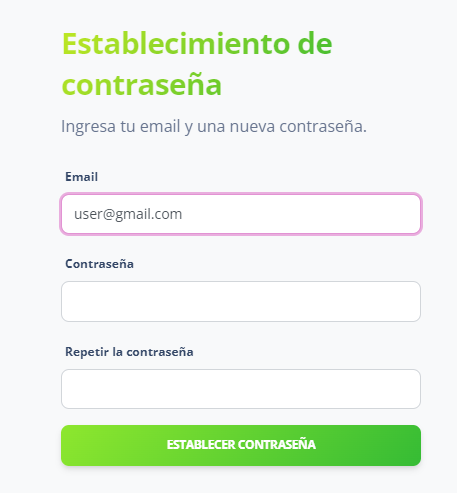 Establecimiento de
contraseña
Ingresa tu email y una nueva contraseña.
Email
user@gmail.com
Contraseña
Repetir la contraseña
ESTABLECER CONTRASEÑA